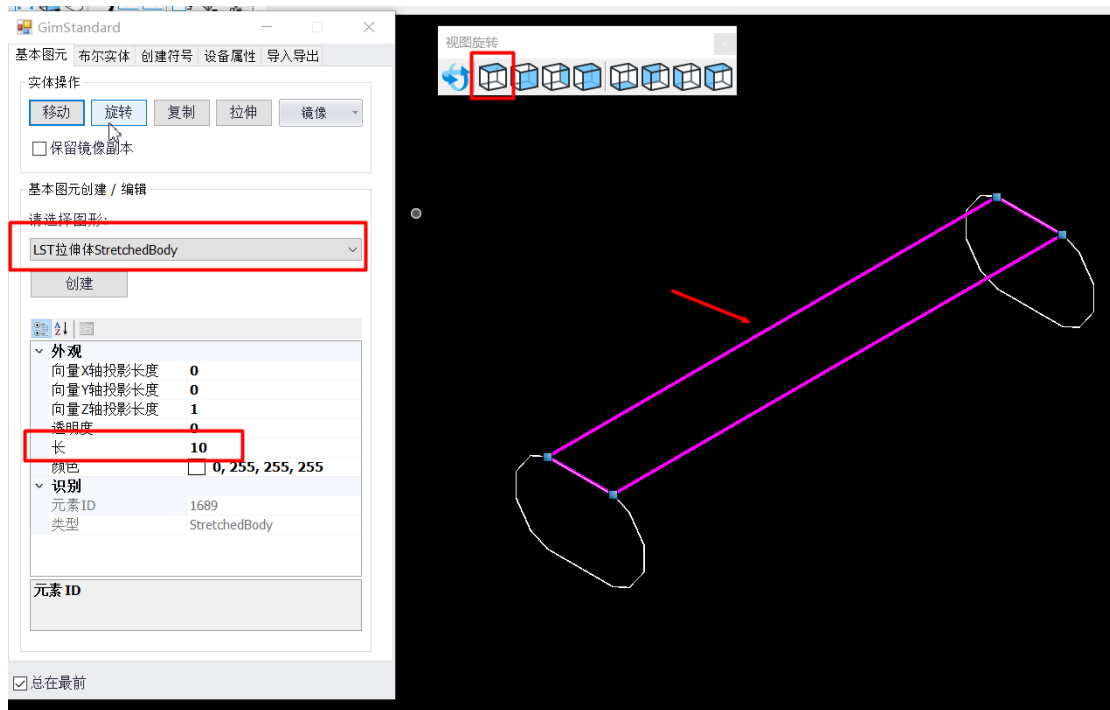 GimStandard
基本图元 布尔实体 创建符号 设备属性 导入导出
实体操作
移动 旋转 复制 拉伸 镜像
保留镜像副本
基本图元创建 / 编辑
请选择图形:
LST拉伸体StretchedBody
创建
外观
向量X轴投影长度 0
向量Y轴投影长度 0
向量Z轴投影长度 1
透明度 0
长 10
颜色 0, 255, 255, 255
识别
元素ID 1689
类型 StretchedBody
元素 ID
总在最前
视图旋转